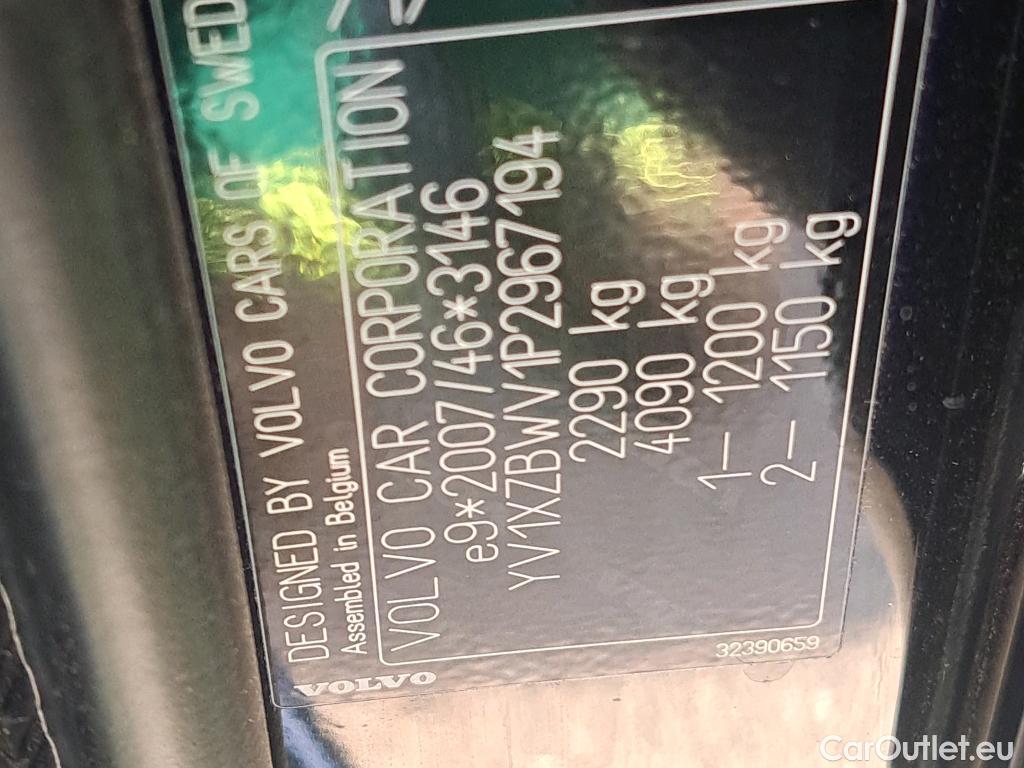 DESIGNED BY VOLVO CARS OF SWED
Assembled in Belgium
VOLVO CAR CORPORATION
e9*2007/46*3146
YV1XZBWV1P2967194
2290 kg
4090 kg
1— 1200 kg
2— 1150 kg
32390659
VOLVO
CarOutlet.eu